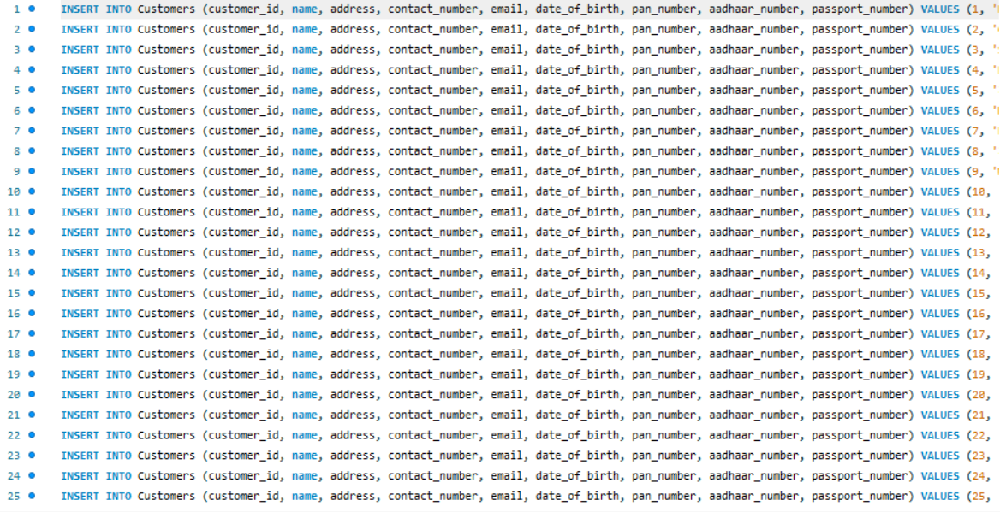 1 INSERT INTO Customers (customer_id, name, address, contact_number, email, date_of_birth, pan_number, aadhaar_number, passport_number) VALUES (1, '
2 INSERT INTO Customers (customer_id, name, address, contact_number, email, date_of_birth, pan_number, aadhaar_number, passport_number) VALUES (2, '
3 INSERT INTO Customers (customer_id, name, address, contact_number, email, date_of_birth, pan_number, aadhaar_number, passport_number) VALUES (3, '
4 INSERT INTO Customers (customer_id, name, address, contact_number, email, date_of_birth, pan_number, aadhaar_number, passport_number) VALUES (4, '
5 INSERT INTO Customers (customer_id, name, address, contact_number, email, date_of_birth, pan_number, aadhaar_number, passport_number) VALUES (5, '
6 INSERT INTO Customers (customer_id, name, address, contact_number, email, date_of_birth, pan_number, aadhaar_number, passport_number) VALUES (6, '
7 INSERT INTO Customers (customer_id, name, address, contact_number, email, date_of_birth, pan_number, aadhaar_number, passport_number) VALUES (7, '
8 INSERT INTO Customers (customer_id, name, address, contact_number, email, date_of_birth, pan_number, aadhaar_number, passport_number) VALUES (8, '
9 INSERT INTO Customers (customer_id, name, address, contact_number, email, date_of_birth, pan_number, aadhaar_number, passport_number) VALUES (9, '
10 INSERT INTO Customers (customer_id, name, address, contact_number, email, date_of_birth, pan_number, aadhaar_number, passport_number) VALUES (10,
11 INSERT INTO Customers (customer_id, name, address, contact_number, email, date_of_birth, pan_number, aadhaar_number, passport_number) VALUES (11,
12 INSERT INTO Customers (customer_id, name, address, contact_number, email, date_of_birth, pan_number, aadhaar_number, passport_number) VALUES (12,
13 INSERT INTO Customers (customer_id, name, address, contact_number, email, date_of_birth, pan_number, aadhaar_number, passport_number) VALUES (13,
14 INSERT INTO Customers (customer_id, name, address, contact_number, email, date_of_birth, pan_number, aadhaar_number, passport_number) VALUES (14,
15 INSERT INTO Customers (customer_id, name, address, contact_number, email, date_of_birth, pan_number, aadhaar_number, passport_number) VALUES (15,
16 INSERT INTO Customers (customer_id, name, address, contact_number, email, date_of_birth, pan_number, aadhaar_number, passport_number) VALUES (16,
17 INSERT INTO Customers (customer_id, name, address, contact_number, email, date_of_birth, pan_number, aadhaar_number, passport_number) VALUES (17,
18 INSERT INTO Customers (customer_id, name, address, contact_number, email, date_of_birth, pan_number, aadhaar_number, passport_number) VALUES (18,
19 INSERT INTO Customers (customer_id, name, address, contact_number, email, date_of_birth, pan_number, aadhaar_number, passport_number) VALUES (19,
20 INSERT INTO Customers (customer_id, name, address, contact_number, email, date_of_birth, pan_number, aadhaar_number, passport_number) VALUES (20,
21 INSERT INTO Customers (customer_id, name, address, contact_number, email, date_of_birth, pan_number, aadhaar_number, passport_number) VALUES (21,
22 INSERT INTO Customers (customer_id, name, address, contact_number, email, date_of_birth, pan_number, aadhaar_number, passport_number) VALUES (22,
23 INSERT INTO Customers (customer_id, name, address, contact_number, email, date_of_birth, pan_number, aadhaar_number, passport_number) VALUES (23,
24 INSERT INTO Customers (customer_id, name, address, contact_number, email, date_of_birth, pan_number, aadhaar_number, passport_number) VALUES (24,
25 INSERT INTO Customers (customer_id, name, address, contact_number, email, date_of_birth, pan_number, aadhaar_number, passport_number) VALUES (25,